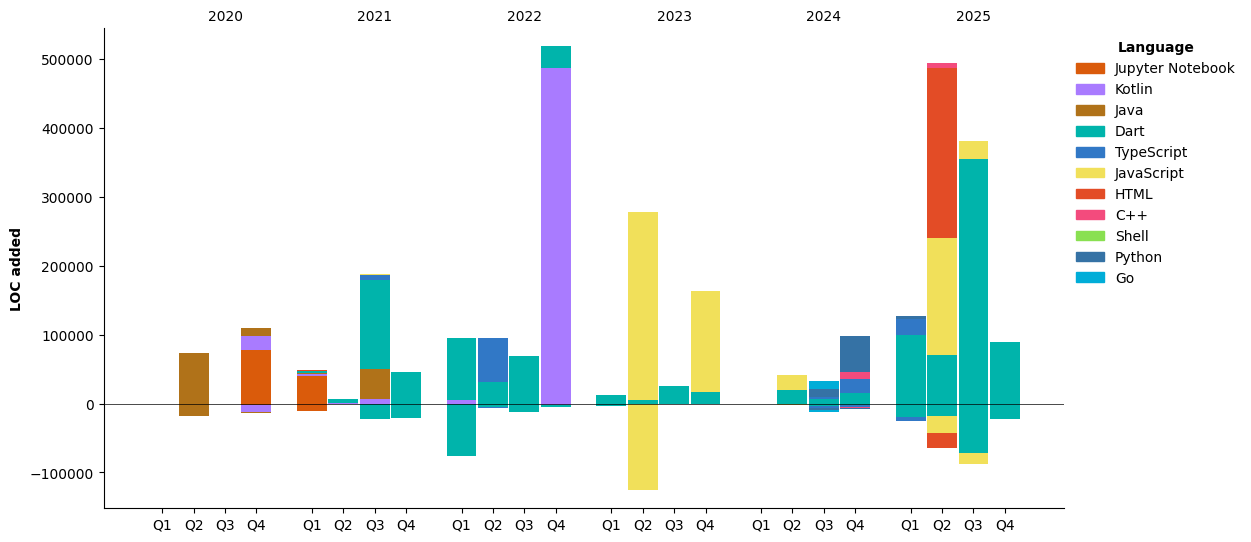 2020 2021 2022 2023 2024 2025
LOC added
500000
400000
300000
200000
100000
0
−100000
Q1 Q2 Q3 Q4 Q1 Q2 Q3 Q4 Q1 Q2 Q3 Q4 Q1 Q2 Q3 Q4 Q1 Q2 Q3 Q4 Q1 Q2 Q3 Q4
Language
Jupyter Notebook
Kotlin
Java
Dart
TypeScript
JavaScript
HTML
C++
Shell
Python
Go